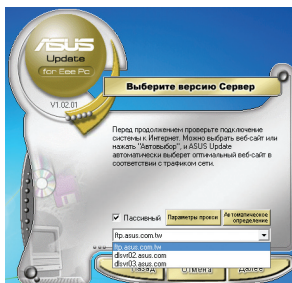 ASUS
Update
for Eee Pc
V1.02.01
Выберите версию Сервер
Перед продолжением проверьте подключение
системы к Интернет. Можно выбрать веб-сайт или
нажать "Автовыбор", и ASUS Update
автоматически выберет оптимальный веб-сайт в
соответствии с трафиком сети.
Пассивный
Параметры прокси
Автоматическое
определение
ftp.asus.com.tw
ftp.asus.com.tw
dlsvr02.asus.com
dlsvr03.asus.com
Назад
Отмена
Далее